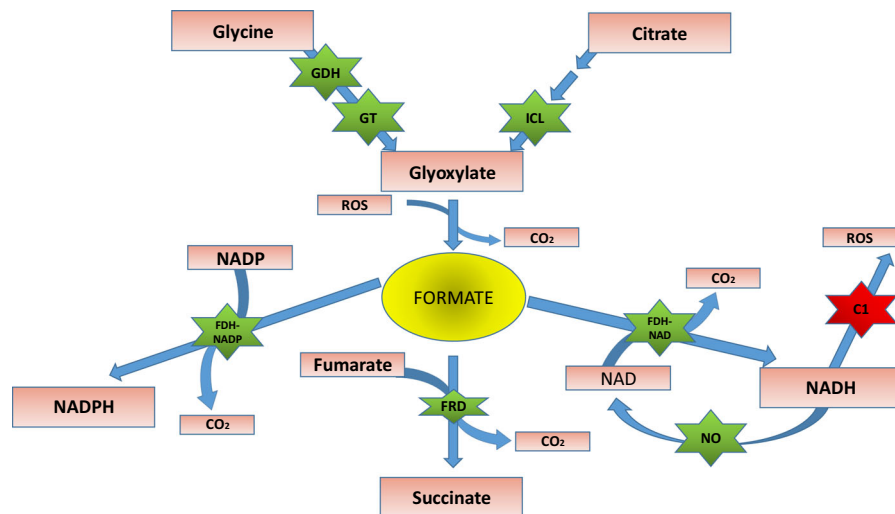 Glycine
Citrate
GDH
GT
ICL
Glyoxylate
ROS
CO₂
ROS
NADP
CO₂
FORMATE
C1
FDH-
NADP
FDH-
NAD
Fumarate
NAD
NADH
NADPH
FRD
CO₂
CO₂
NO
Succinate